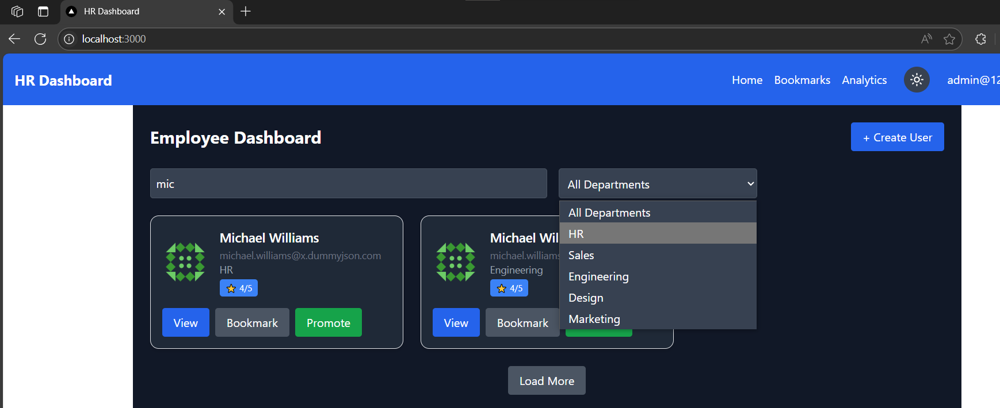 HR Dashboard
localhost:3000
HR Dashboard
Home Bookmarks Analytics admin@12
Employee Dashboard
+ Create User
mic
All Departments
All Departments
HR
Sales
Engineering
Design
Marketing
Michael Williams
michael.williams@x.dummyjson.com
HR
4/5
View Bookmark Promote
Michael Wil
michael.williams
Engineering
4/5
View Bookmark
Load More